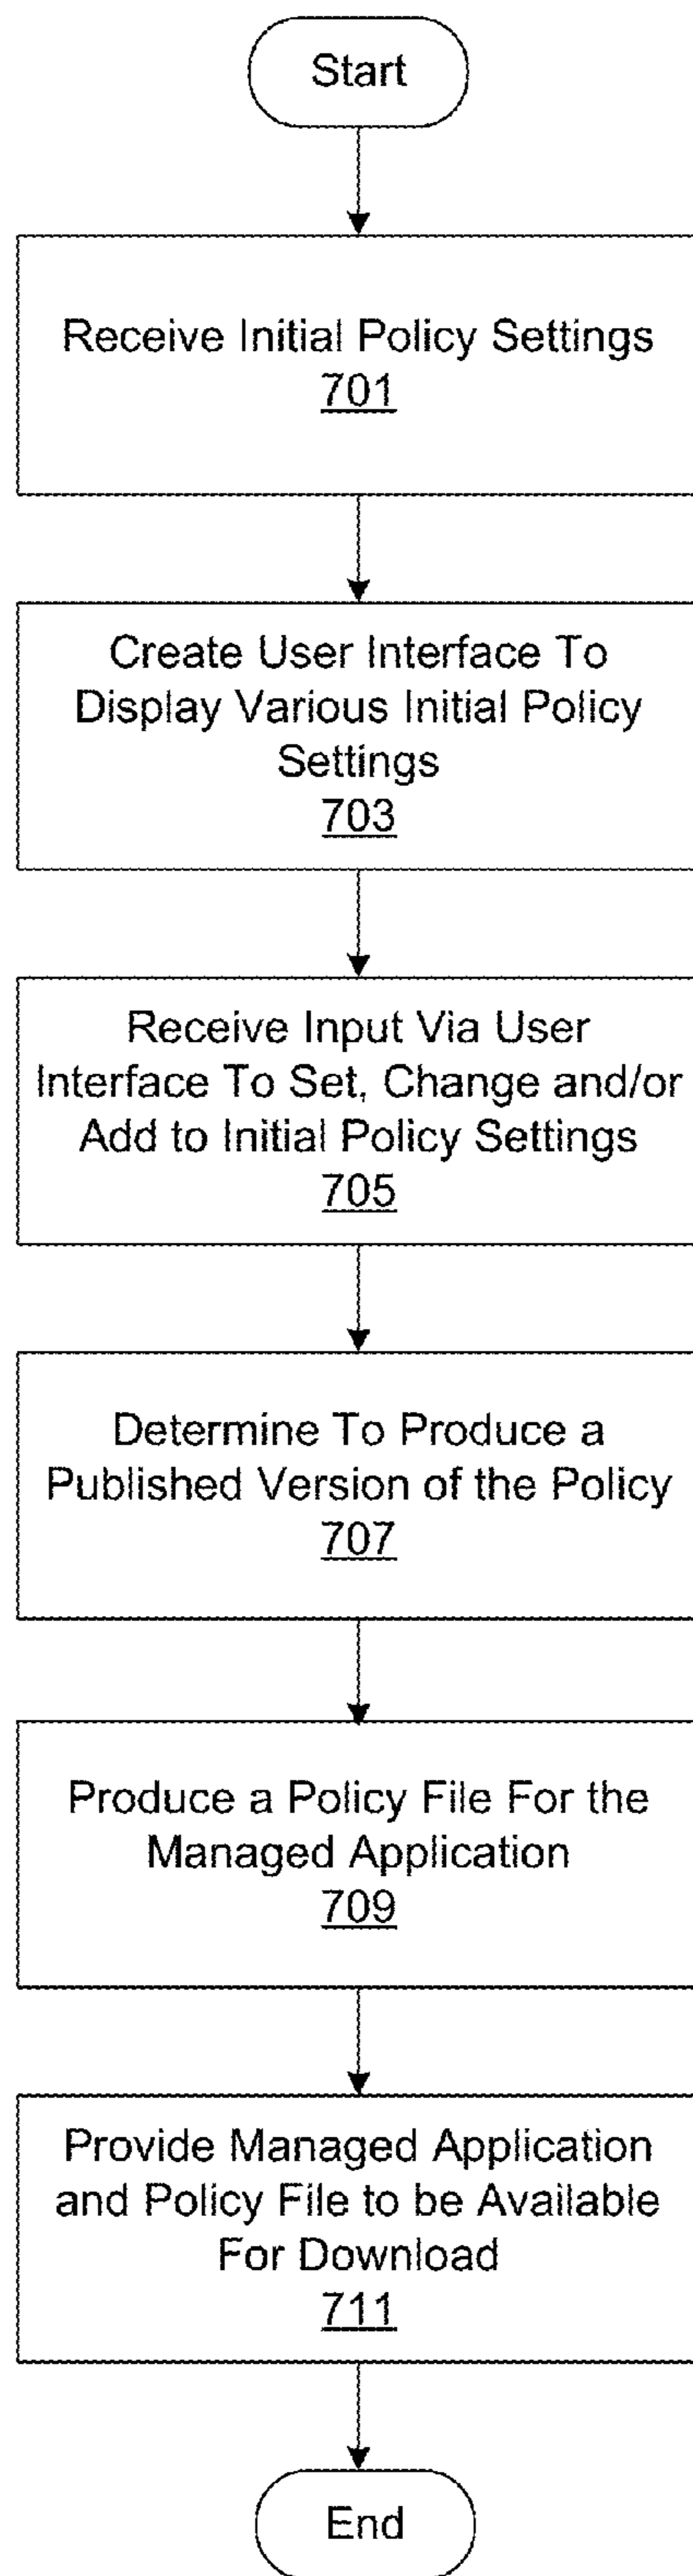 Start
Receive Initial Policy Settings
701
Create User Interface To
Display Various Initial Policy
Settings
703
Receive Input Via User
Interface To Set, Change and/or
Add to Initial Policy Settings
705
Determine To Produce a
Published Version of the Policy
707
Produce a Policy File For the
Managed Application
709
Provide Managed Application
and Policy File to be Available
For Download
711
End